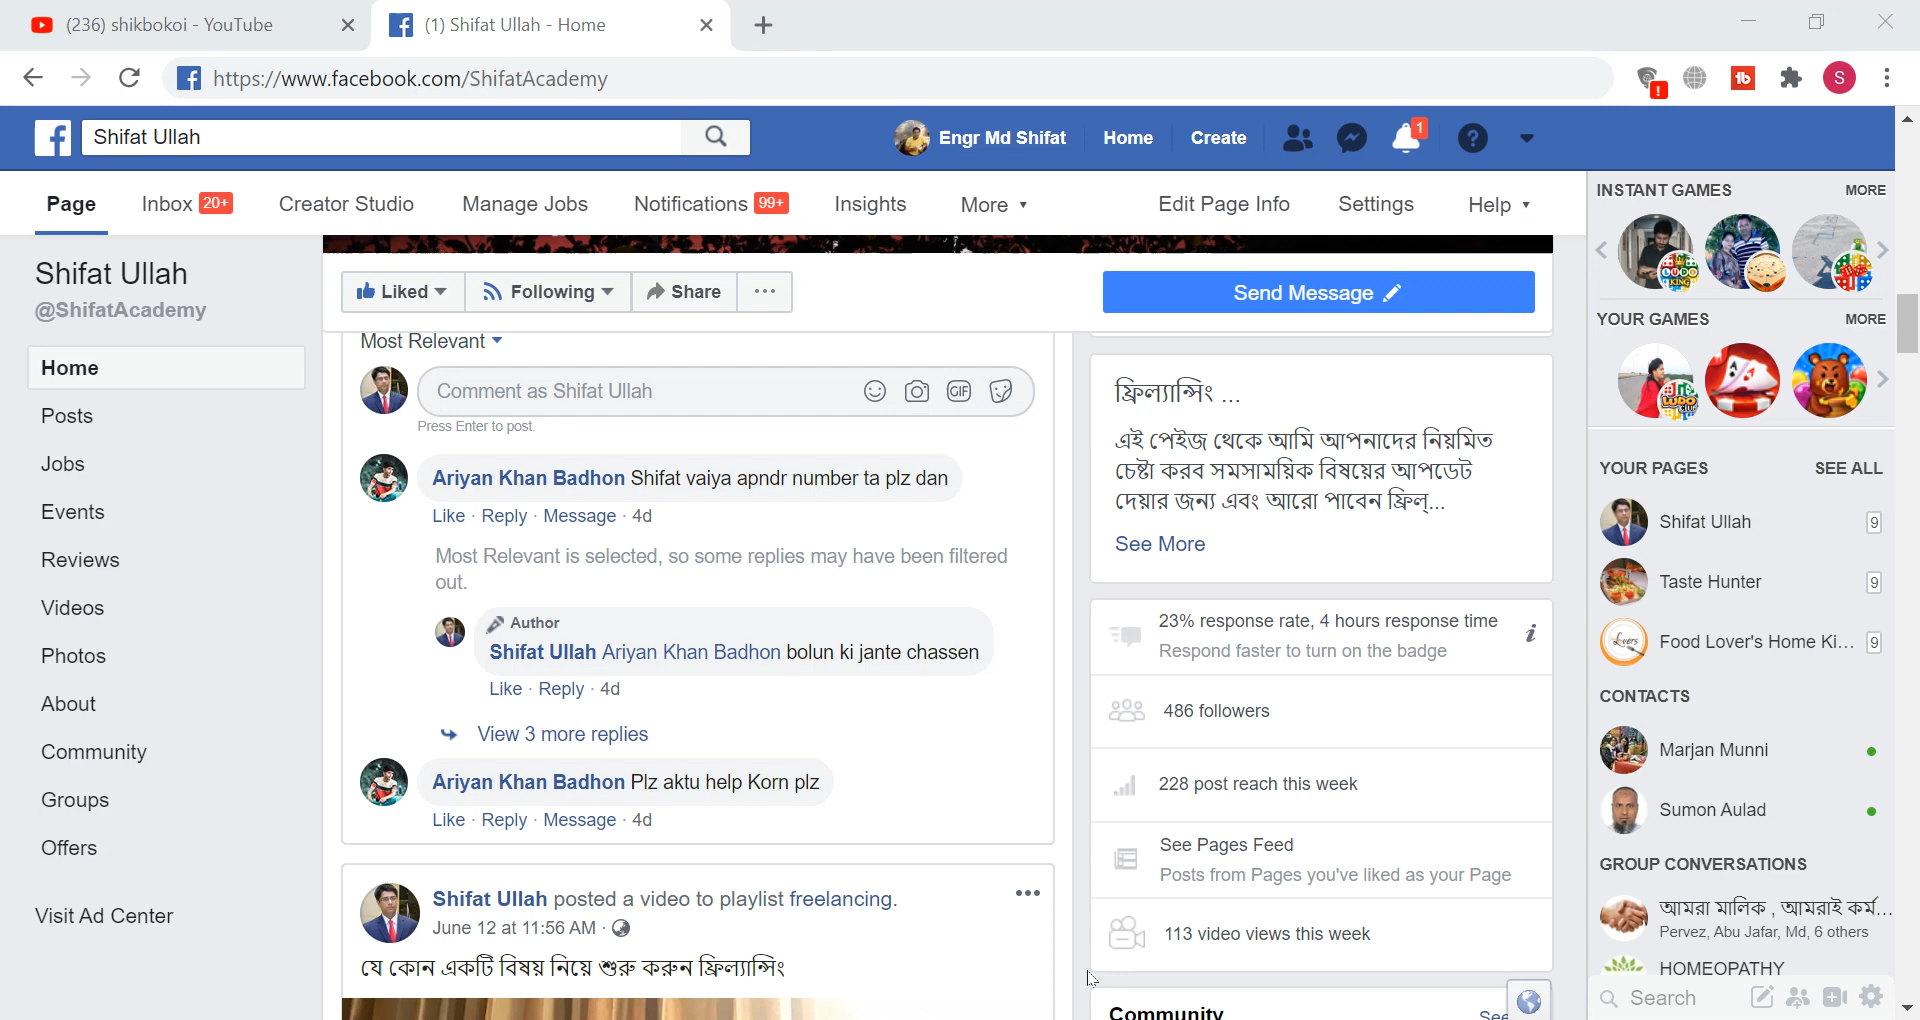 (236) shikbokoi - YouTube
(1) Shifat Ullah - Home
https://www.facebook.com/ShifatAcademy
S
Shifat Ullah
Engr Md Shifat
Home
Create
1
Page
Inbox 20+
Creator Studio
Manage Jobs
Notifications 99+
Insights
More
Edit Page Info
Settings
Help
Shifat Ullah
@ShifatAcademy
Home
Posts
Jobs
Events
Reviews
Videos
Photos
About
Community
Groups
Offers
Visit Ad Center
Liked
Following
Share
Send Message
Most Relevant
Comment as Shifat Ullah
GIF
Press Enter to post.
Ariyan Khan Badhon Shifat vaiya apndr number ta plz dan
Like · Reply · Message · 4d
Most Relevant is selected, so some replies may have been filtered
out.
Author
Shifat Ullah Ariyan Khan Badhon bolun ki jante chassen
Like · Reply · 4d
View 3 more replies
Ariyan Khan Badhon Plz aktu help Korn plz
Like · Reply · Message · 4d
Shifat Ullah posted a video to playlist freelancing.
June 12 at 11:56 AM ·
যে কোন একটি বিষয় নিয়ে শুরু করুন ফ্রিল্যান্সিং
ফ্রিল্যান্সিং ...
এই পেইজ থেকে আমি আপনাদের নিয়মিত
চেষ্টা করব সমসাময়িক বিষয়ের আপডেট
দেয়ার জন্য এবং আরো পাবেন ফ্রিল্...
See More
23% response rate, 4 hours response time
Respond faster to turn on the badge
486 followers
228 post reach this week
See Pages Feed
Posts from Pages you've liked as your Page
113 video views this week
Community
See
INSTANT GAMES
MORE
YOUR GAMES
MORE
YOUR PAGES
SEE ALL
Shifat Ullah
9
Taste Hunter
9
Food Lover's Home Ki...
9
CONTACTS
Marjan Munni
Sumon Aulad
GROUP CONVERSATIONS
আমরা মালিক , আমরাই কর্ম...
Pervez, Abu Jafar, Md, 6 others
HOMEOPATHY
Search